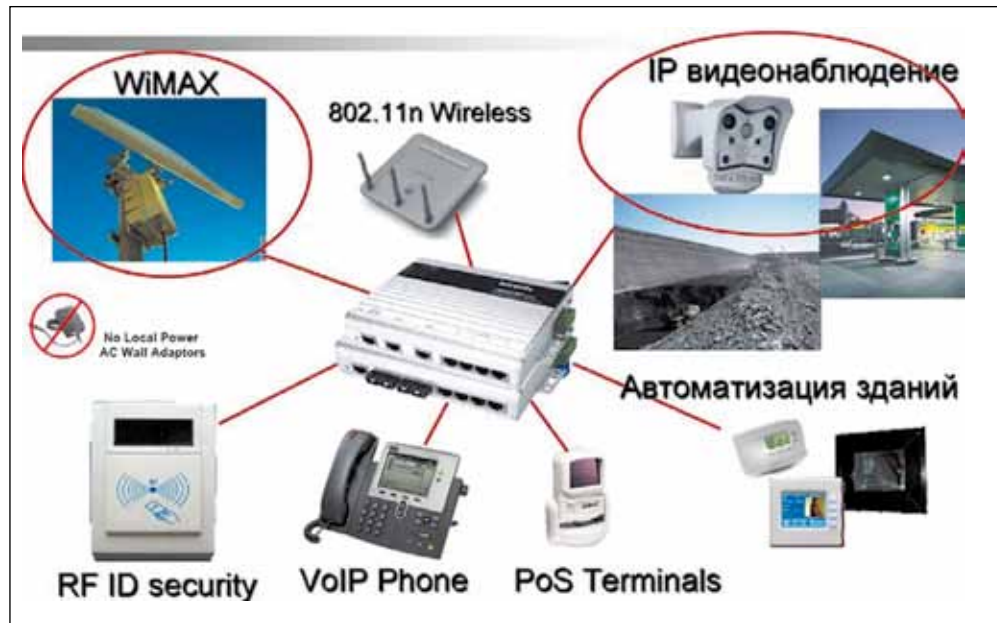 WiMAX
802.11n Wireless
IP видеонаблюдение
No Local Power
AC Wall Adaptors
Автоматизация зданий
RF ID security
VoIP Phone
PoS Terminals